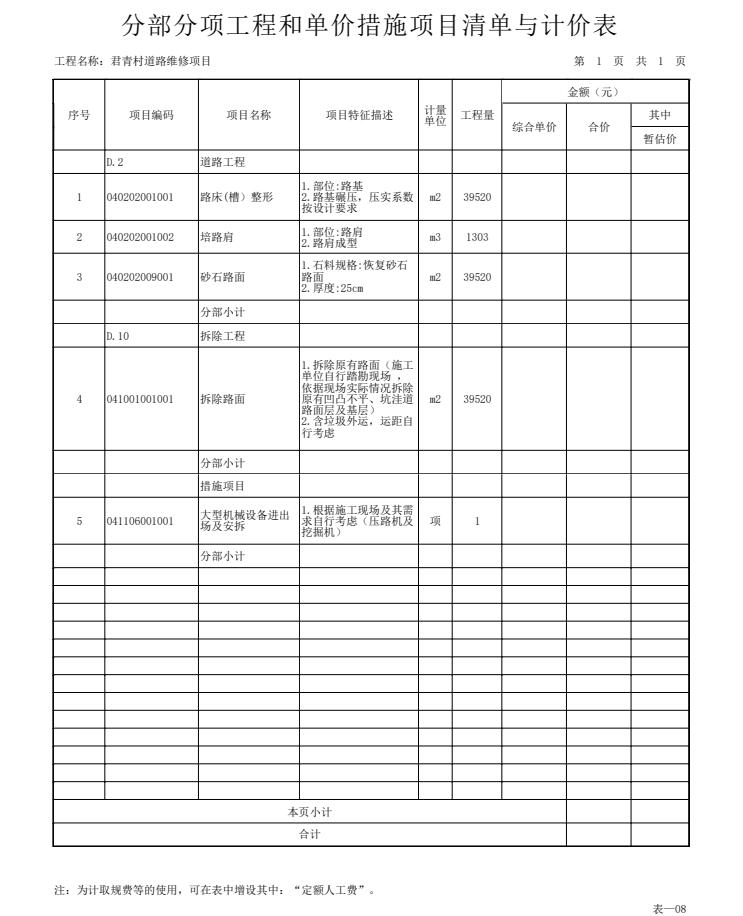 分部分项工程和单价措施项目清单与计价表
工程名称：君青村道路维修项目
第 1 页 共 1 页
序号
项目编码
项目名称
项目特征描述
计量
单位
工程量
金额（元）
综合单价
合价
其中
暂估价
D.2
道路工程
1
040202001001
路床(槽）整形
1.部位:路基
2.路基碾压，压实系数
按设计要求
m2
39520
2
040202001002
培路肩
1.部位:路肩
2.路肩成型
m3
1303
3
040202009001
砂石路面
1.石料规格:恢复砂石
路面
2.厚度:25cm
m2
39520
分部小计
D.10
拆除工程
4
041001001001
拆除路面
1.拆除原有路面（施工
单位自行踏勘现场 ，
依据现场实际情况拆除
原有凹凸不平、坑洼道
路面层及基层）
2.含垃圾外运，运距自
行考虑
m2
39520
分部小计
措施项目
5
041106001001
大型机械设备进出
场及安拆
1.根据施工现场及其需
求自行考虑（压路机及
挖掘机）
项
1
分部小计
本页小计
合计
注：为计取规费等的使用，可在表中增设其中：“定额人工费”。
表—08